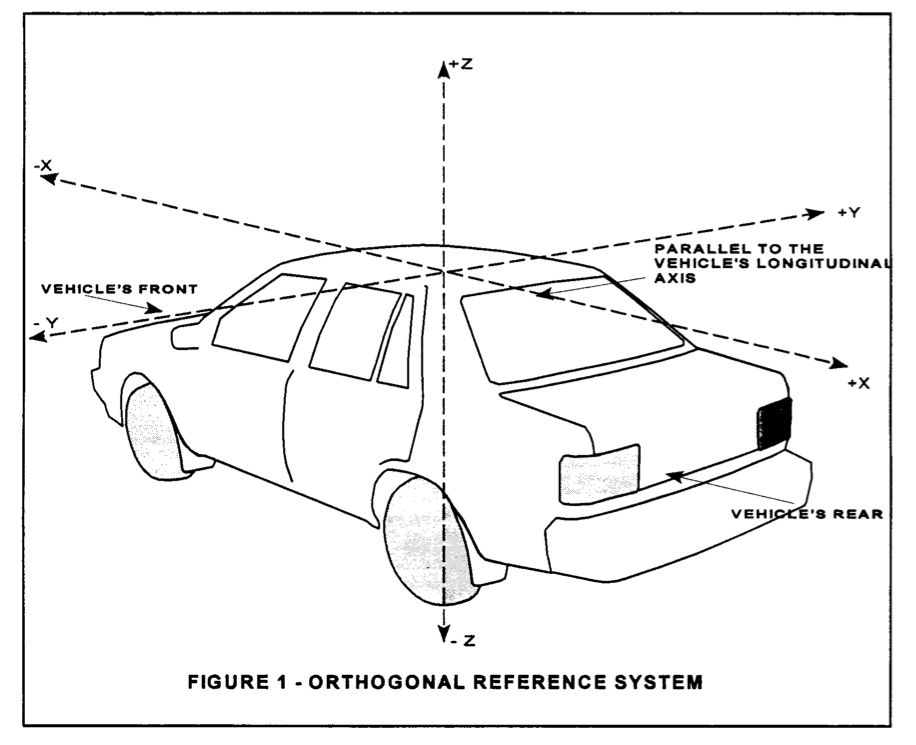 +Z
-X
+Y
PARALLEL TO THE
VEHICLE'S LONGITUDINAL
AXIS
VEHICLE'S FRONT
- Y
+X
VEHICLE'S REAR
- Z
FIGURE 1 - ORTHOGONAL REFERENCE SYSTEM